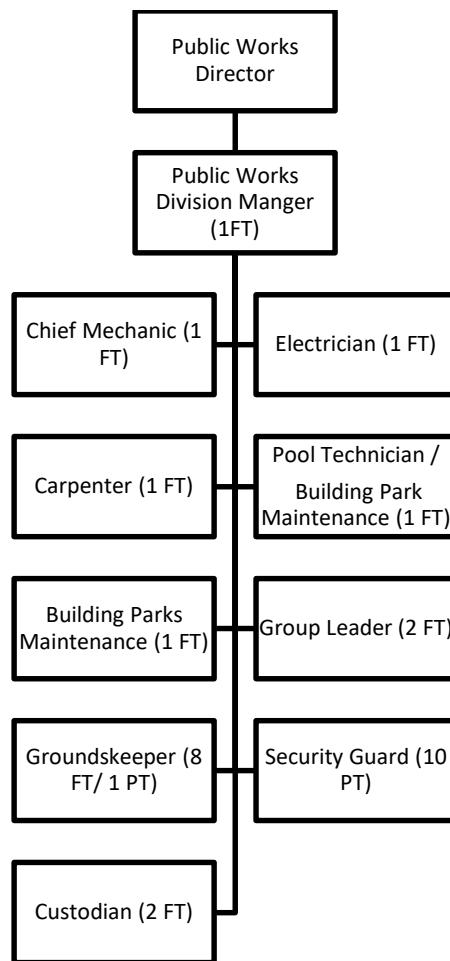 Public Works
Director
Public Works
Division Manger
(1FT)
Chief Mechanic (1
FT)
Electrician (1 FT)
Carpenter (1 FT)
Pool Technician /
Building Park
Maintenance (1 FT)
Building Parks
Maintenance (1 FT)
Group Leader (2 FT)
Groundskeeper (8
FT/ 1 PT)
Security Guard (10
PT)
Custodian (2 FT)